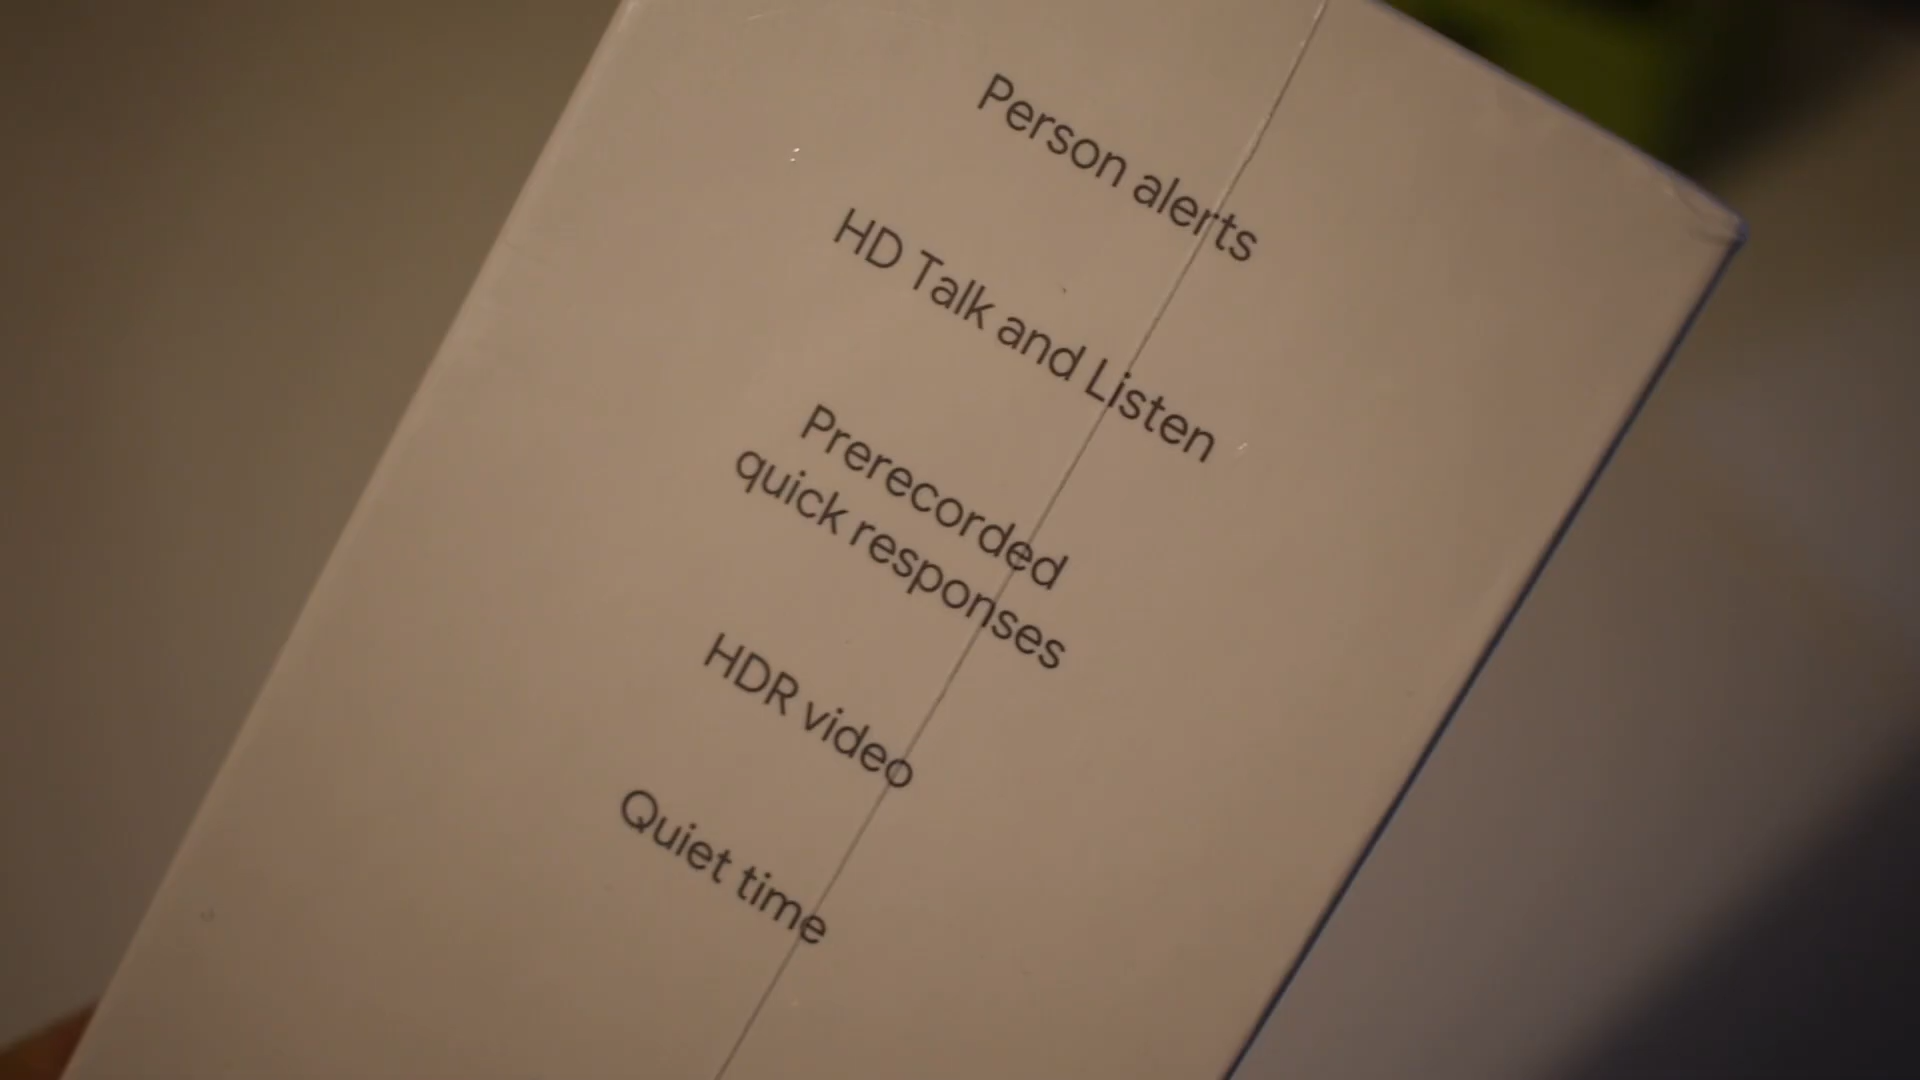 Person alerts
HD Talk and Listen
Prerecorded
quick responses
HDR video
Quiet time